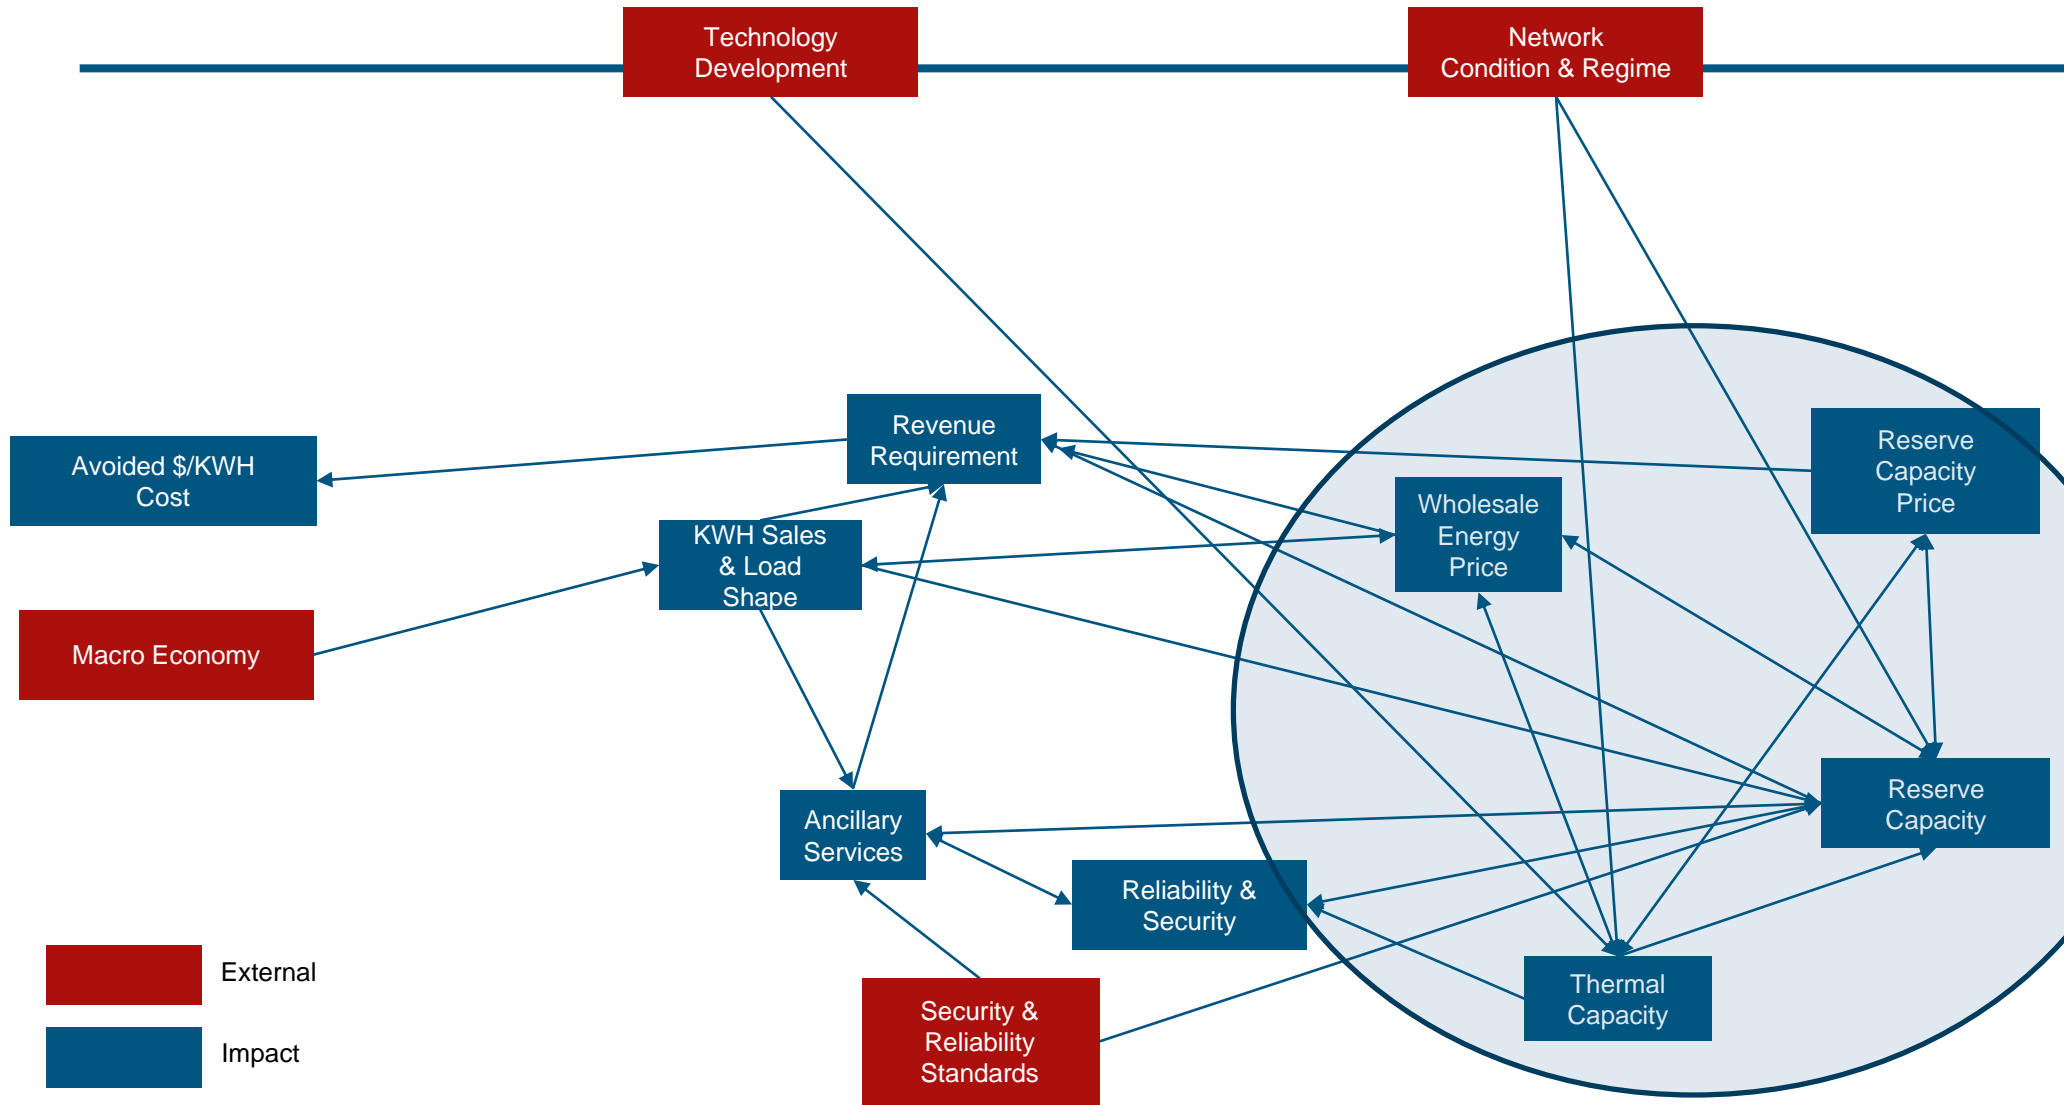 Technology
Development
Network
Condition & Regime
Revenue
Requirement
Reserve
Capacity
Price
Avoided $/KWH
Cost
Wholesale
Energy
Price
KWH Sales
& Load
Shape
Macro Economy
Reserve
Capacity
Ancillary
Services
Reliability &
Security
Thermal
Capacity
Security &
Reliability
Standards
External
Impact